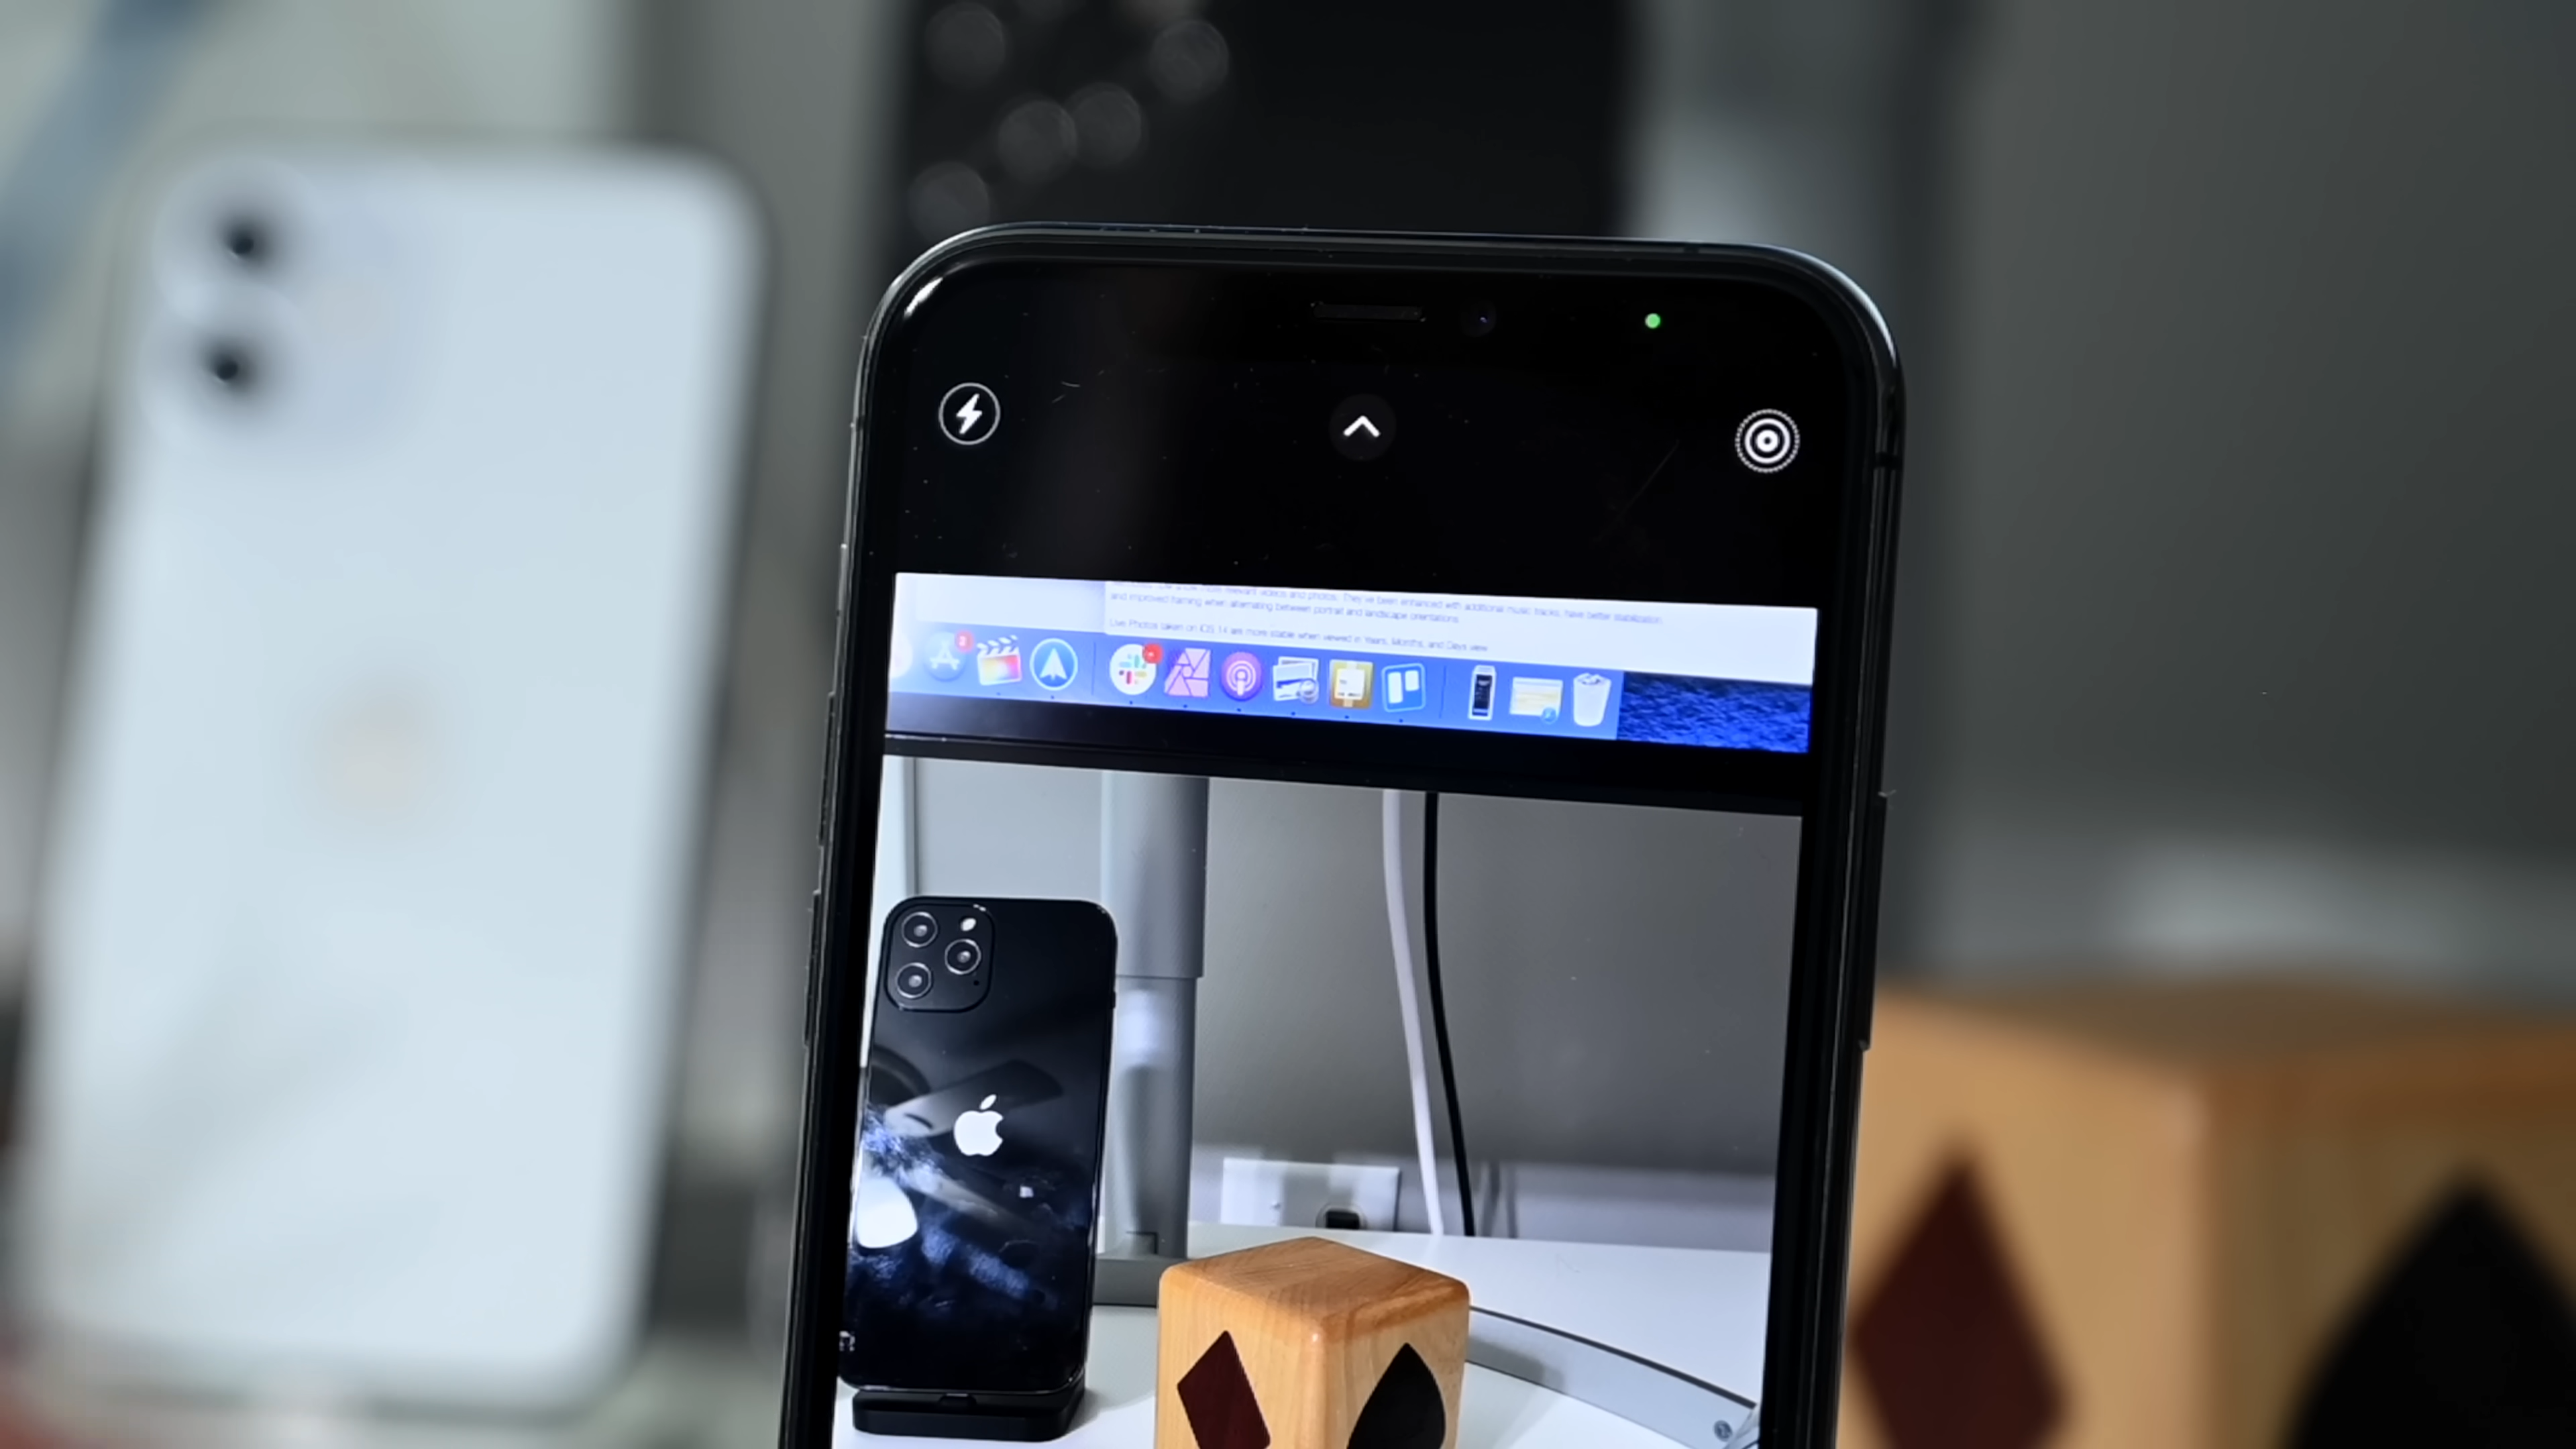 relevant videos and photos. They've been enhanced with additional music tracks, have better stabilization,
and improved framing when alternating between portrait and landscape orientations.
Live Photos taken on iOS 14 are more stable when viewed in Years, Months, and Days view.
3